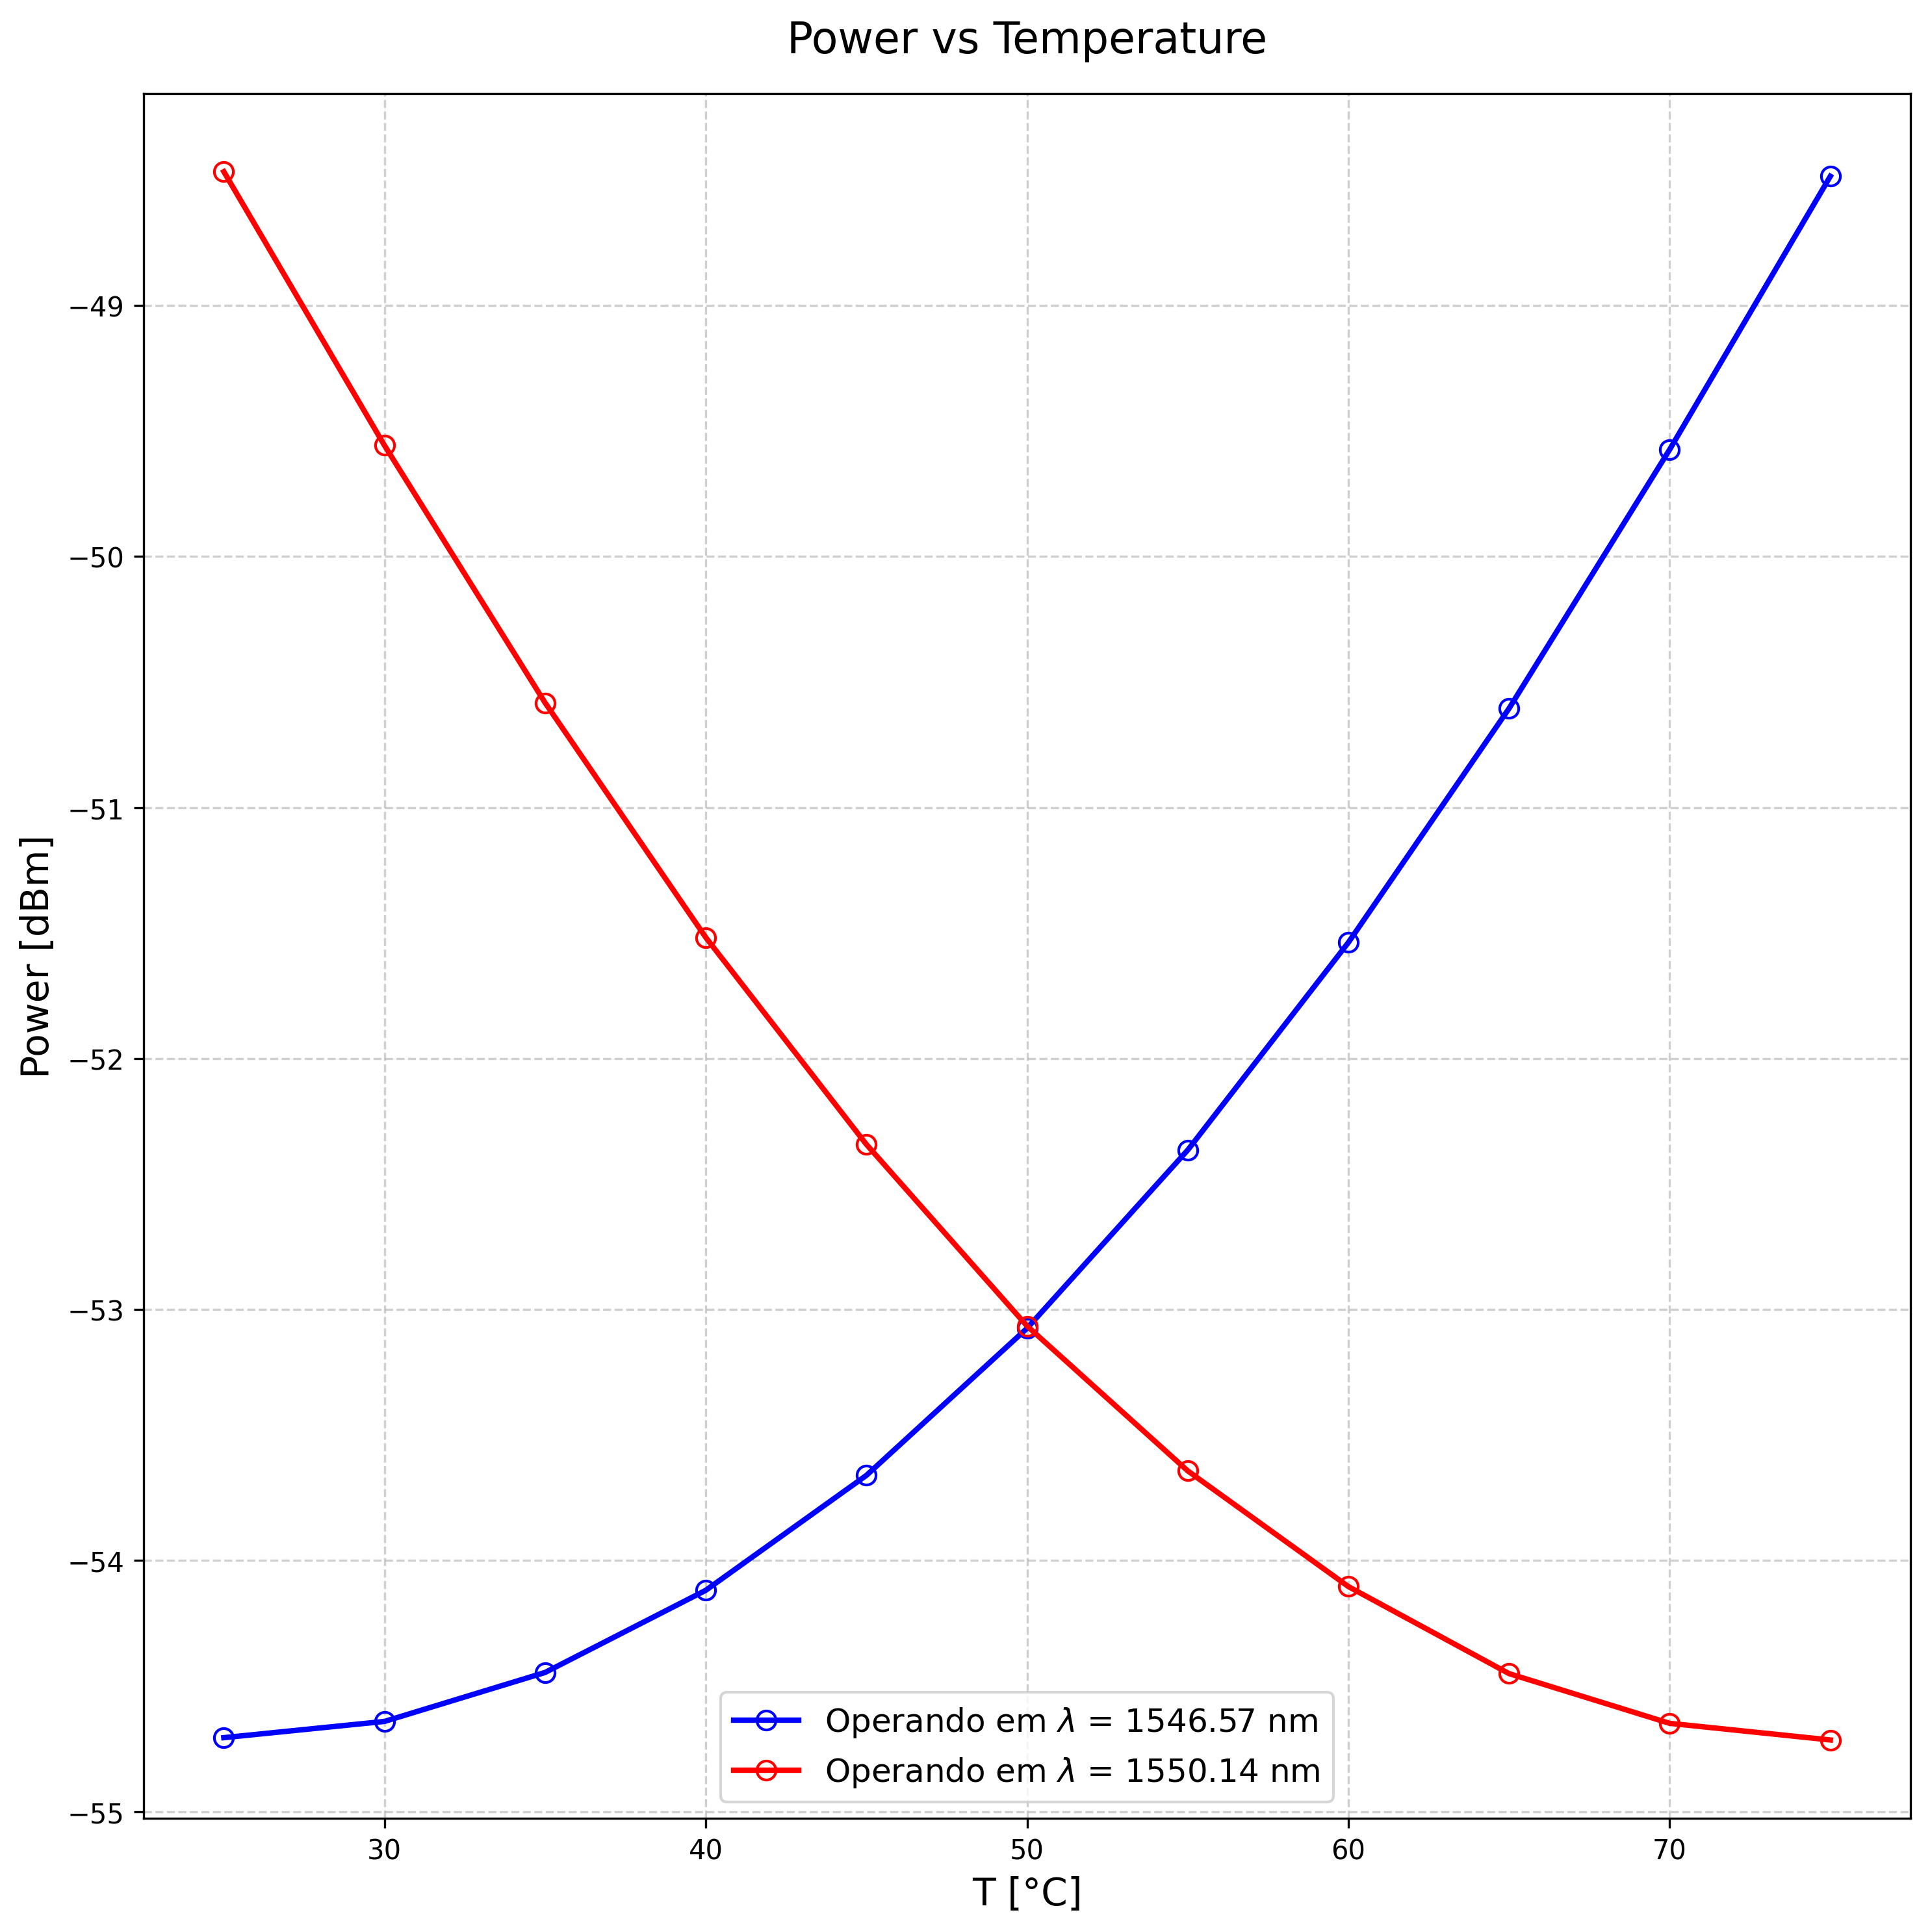 Power vs Temperature
Power [dBm]
−49
−50
−51
−52
−53
−54
−55
Operando em λ = 1546.57 nm
Operando em λ = 1550.14 nm
30 40 50 60 70
T [°C]